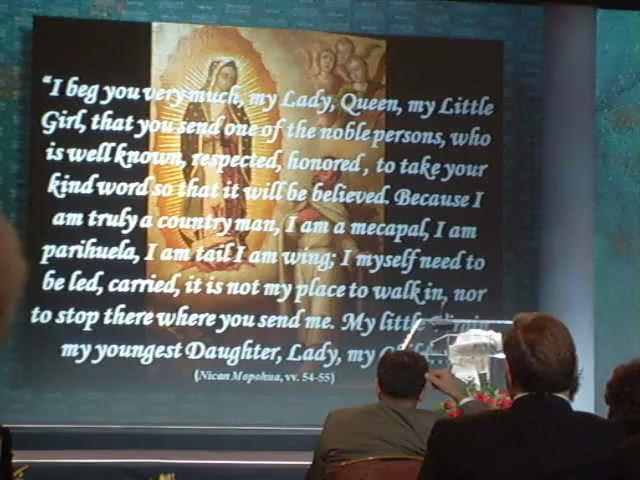 "I beg you very much, my Lady, Queen, my Little
Girl, that you send one of the noble persons, who
is well known, respected, honored , to take your
kind word so that it will be believed. Because I
am truly a country man, I am a mecapal, I am
parihuela, I am tail I am wing; I myself need to
be led, carried, it is not my place to walk in, nor
to stop there where you send me. My
my youngest Daughter, Lady, my
(Nican Mopohua, vv. 54-55)